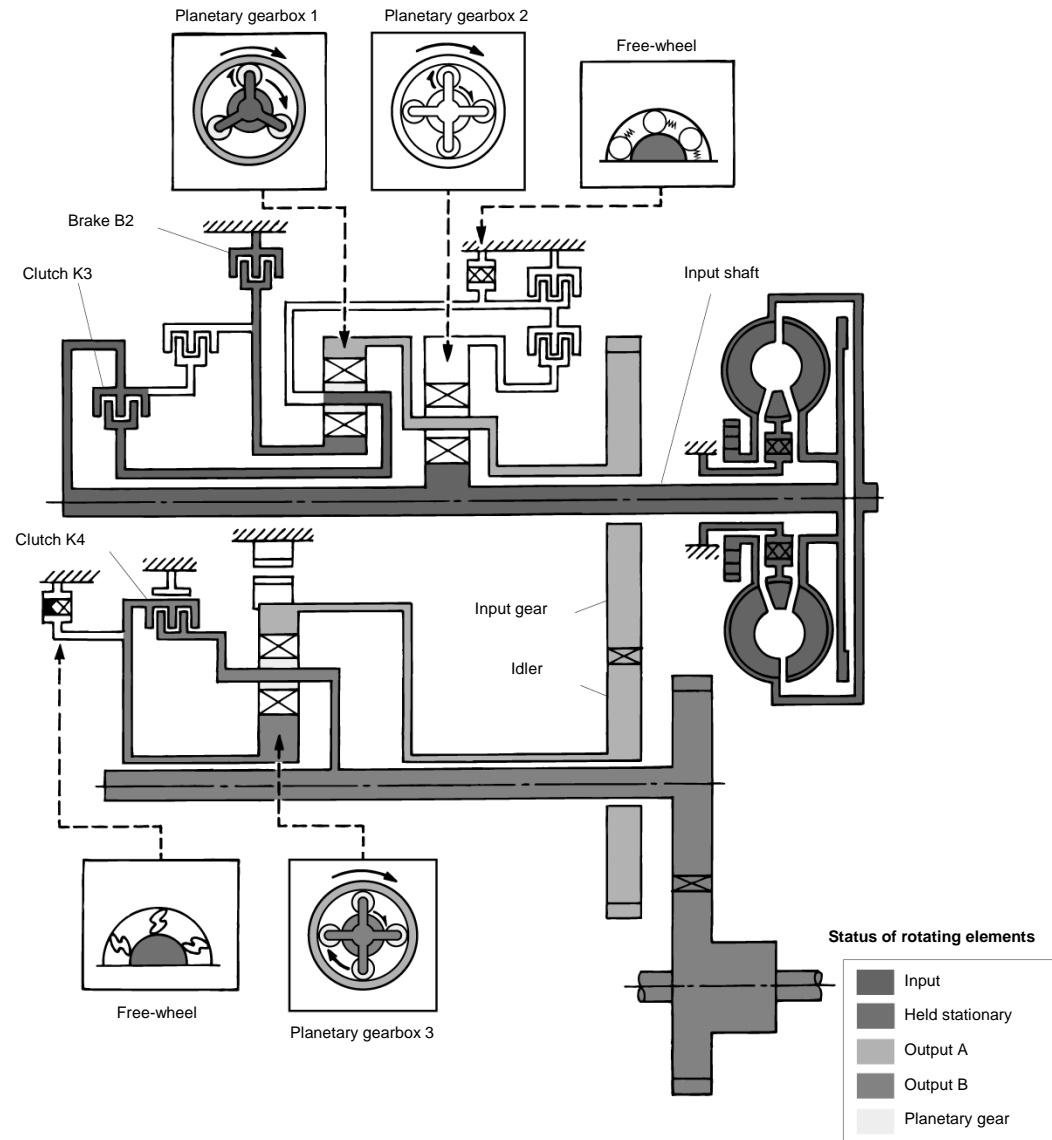 Planetary gearbox 1
Planetary gearbox 2
Free-wheel
Brake B2
Clutch K3
Input shaft
Clutch K4
Input gear
Idler
Free-wheel
Planetary gearbox 3
Status of rotating elements
Input
Held stationary
Output A
Output B
Planetary gear